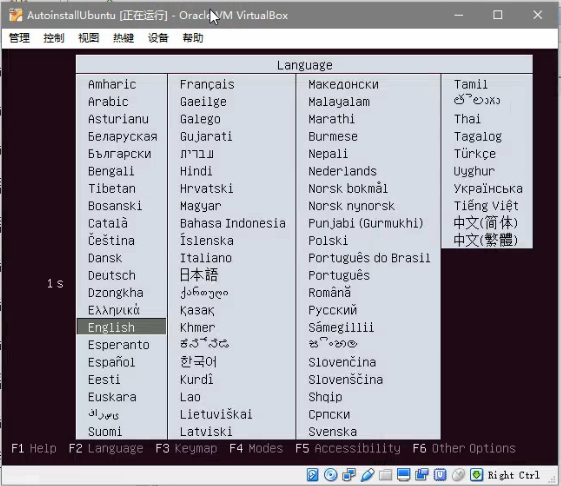 AutoinstallUbuntu [正在运行] - Oracle VM VirtualBox
管理 控制 视图 热键 设备 帮助
Language
Amharic
Arabic
Asturianu
Беларуская
Български
Bengali
Tibetan
Bosanski
Català
Čeština
Dansk
Deutsch
Dzongkha
Ελληνικά
English
Esperanto
Español
Eesti
Euskara
Suomi
Français
Gaeilge
Galego
Gujarati
Hindi
Hrvatski
Magyar
Bahasa Indonesia
Íslenska
Italiano
日本語
ქართული
Қазақ
Khmer
한국어
Kurdî
Lao
Lietuviškai
Latviski
Македонски
Malayalam
Marathi
Burmese
Nepali
Nederlands
Norsk bokmål
Norsk nynorsk
Punjabi (Gurmukhi)
Polski
Português do Brasil
Português
Română
Русский
Sámegillii
Slovenčina
Slovenščina
Shqip
Српски
Svenska
Tamil
Thai
Tagalog
Türkçe
Uyghur
Українська
Tiếng Việt
中文(简体)
中文(繁體)
1 s
F1 Help F2 Language F3 Keymap F4 Modes F5 Accessibility F6 Other Options
Right Ctrl